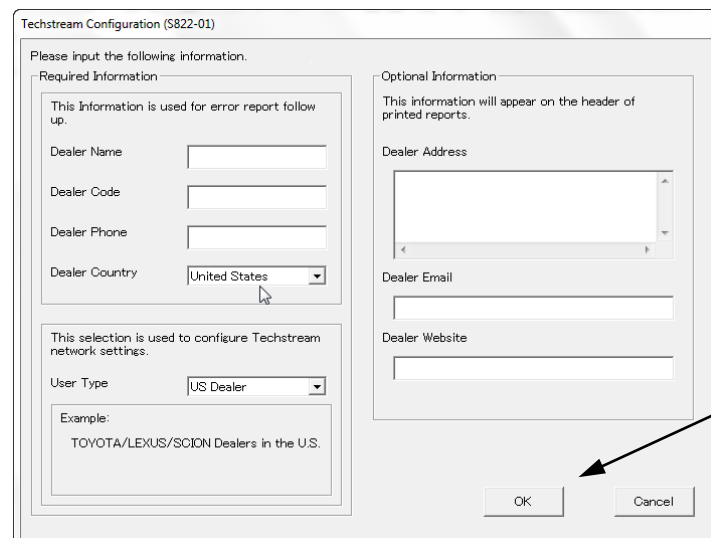 Techstream Configuration (S822-01)
Please input the following information.
Required Information
This Information is used for error report follow
up.
Dealer Name
Dealer Code
Dealer Phone
Dealer Country
United States
This selection is used to configure Techstream
network settings.
User Type
US Dealer
Example:
TOYOTA/LEXUS/SCION Dealers in the U.S.
Optional Information
This information will appear on the header of
printed reports.
Dealer Address
Dealer Email
Dealer Website
OK
Cancel